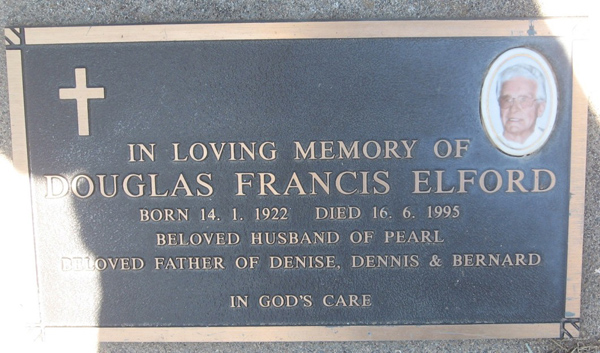 IN LOVING MEMORY OF
DOUGLAS FRANCIS ELFORD
BORN 14. 1. 1922 DIED 16. 6. 1995
BELOVED HUSBAND OF PEARL
BELOVED FATHER OF DENISE, DENNIS & BERNARD
IN GOD'S CARE